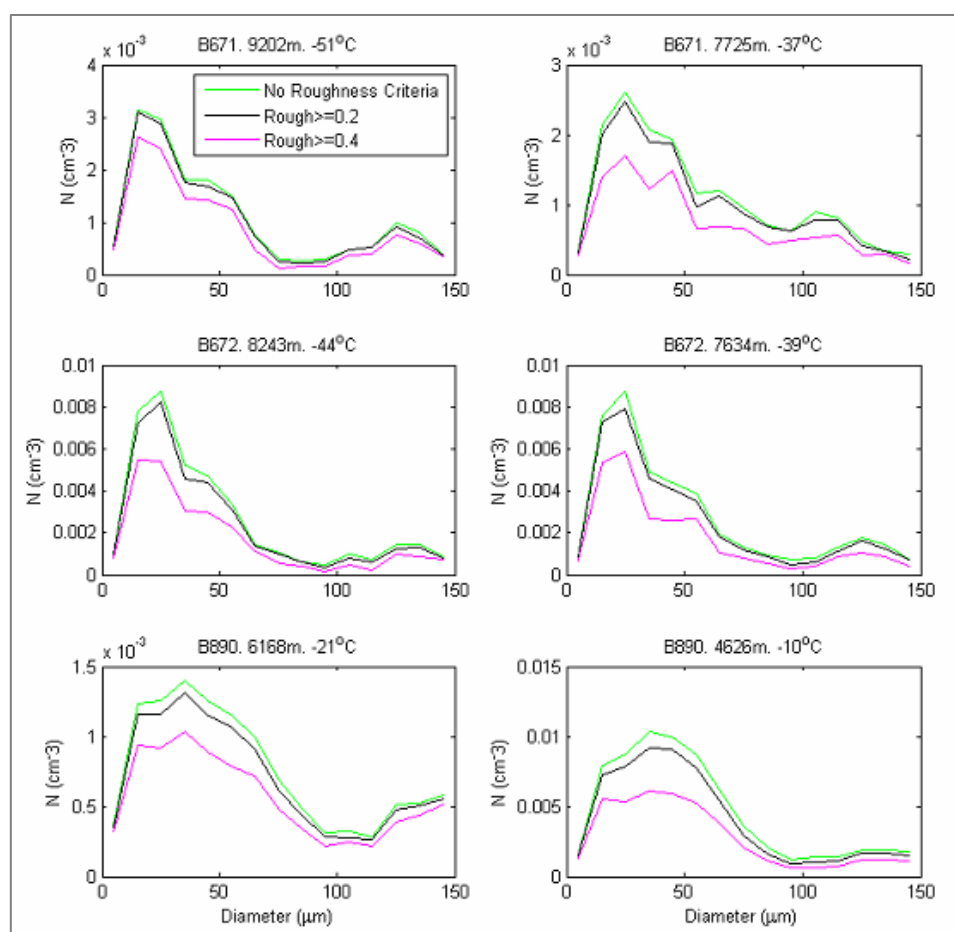 B671. 9202m. -51°C
x 10⁻³
4
3
2
1
0
N (cm⁻3)
0 50 100 150
No Roughness Criteria
Rough>=0.2
Rough>=0.4
B671. 7725m. -37°C
x 10⁻³
3
2
1
0
N (cm⁻3)
0 50 100 150
B672. 8243m. -44°C
0.01
0.008
0.006
0.004
0.002
0
N (cm⁻3)
0 50 100 150
B672. 7634m. -39°C
0.01
0.008
0.006
0.004
0.002
0
N (cm⁻3)
0 50 100 150
B890. 6168m. -21°C
x 10⁻³
1.5
1
0.5
0
N (cm⁻3)
0 50 100 150
Diameter (μm)
B890. 4626m. -10°C
0.015
0.01
0.005
0
N (cm⁻3)
0 50 100 150
Diameter (μm)